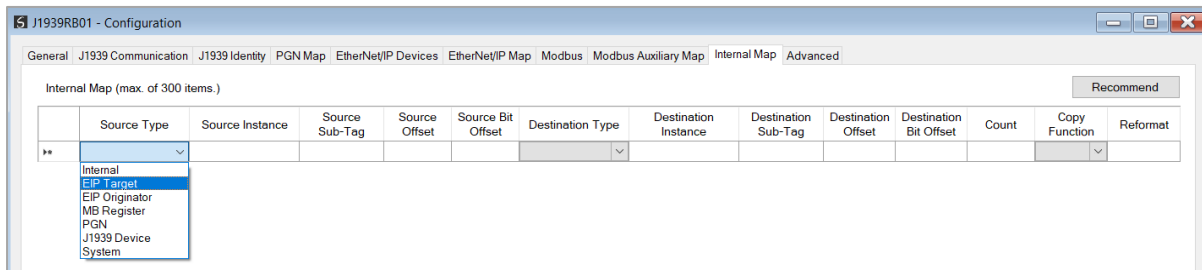 J1939RB01 - Configuration
General J1939 Communication J1939 Identity PGN Map EtherNet/IP Devices EtherNet/IP Map Modbus Modbus Auxiliary Map Internal Map Advanced
Internal Map (max. of 300 items.)
Recommend
Source Type Source Instance Source Sub-Tag Source Offset Source Bit Offset Destination Type Destination Instance Destination Sub-Tag Destination Offset Destination Bit Offset Count Copy Function Reformat
Internal
EIP Target
EIP Originator
MB Register
PGN
J1939 Device
System